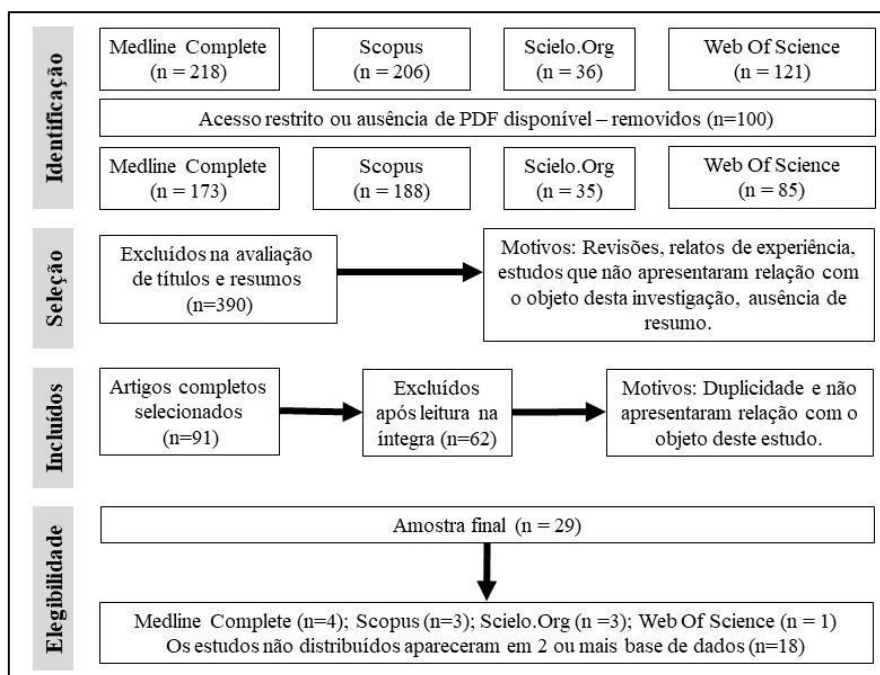 Identificação
Medline Complete
(n = 218)
Scopus
(n = 206)
Scielo.Org
(n = 36)
Web Of Science
(n = 121)
Acesso restrito ou ausência de PDF disponível – removidos (n=100)
Medline Complete
(n = 173)
Scopus
(n = 188)
Scielo.Org
(n = 35)
Web Of Science
(n = 85)
Seleção
Excluídos na avaliação
de títulos e resumos
(n=390)
Motivos: Revisões, relatos de experiência,
estudos que não apresentaram relação com
o objeto desta investigação, ausência de
resumo.
Incluídos
Artigos completos
selecionados
(n=91)
Excluídos
após leitura na
íntegra (n=62)
Motivos: Duplicidade e não
apresentaram relação com o
objeto deste estudo.
Elegibilidade
Amostra final (n = 29)
Medline Complete (n=4); Scopus (n=3); Scielo.Org (n =3); Web Of Science (n = 1)
Os estudos não distribuídos apareceram em 2 ou mais base de dados (n=18)